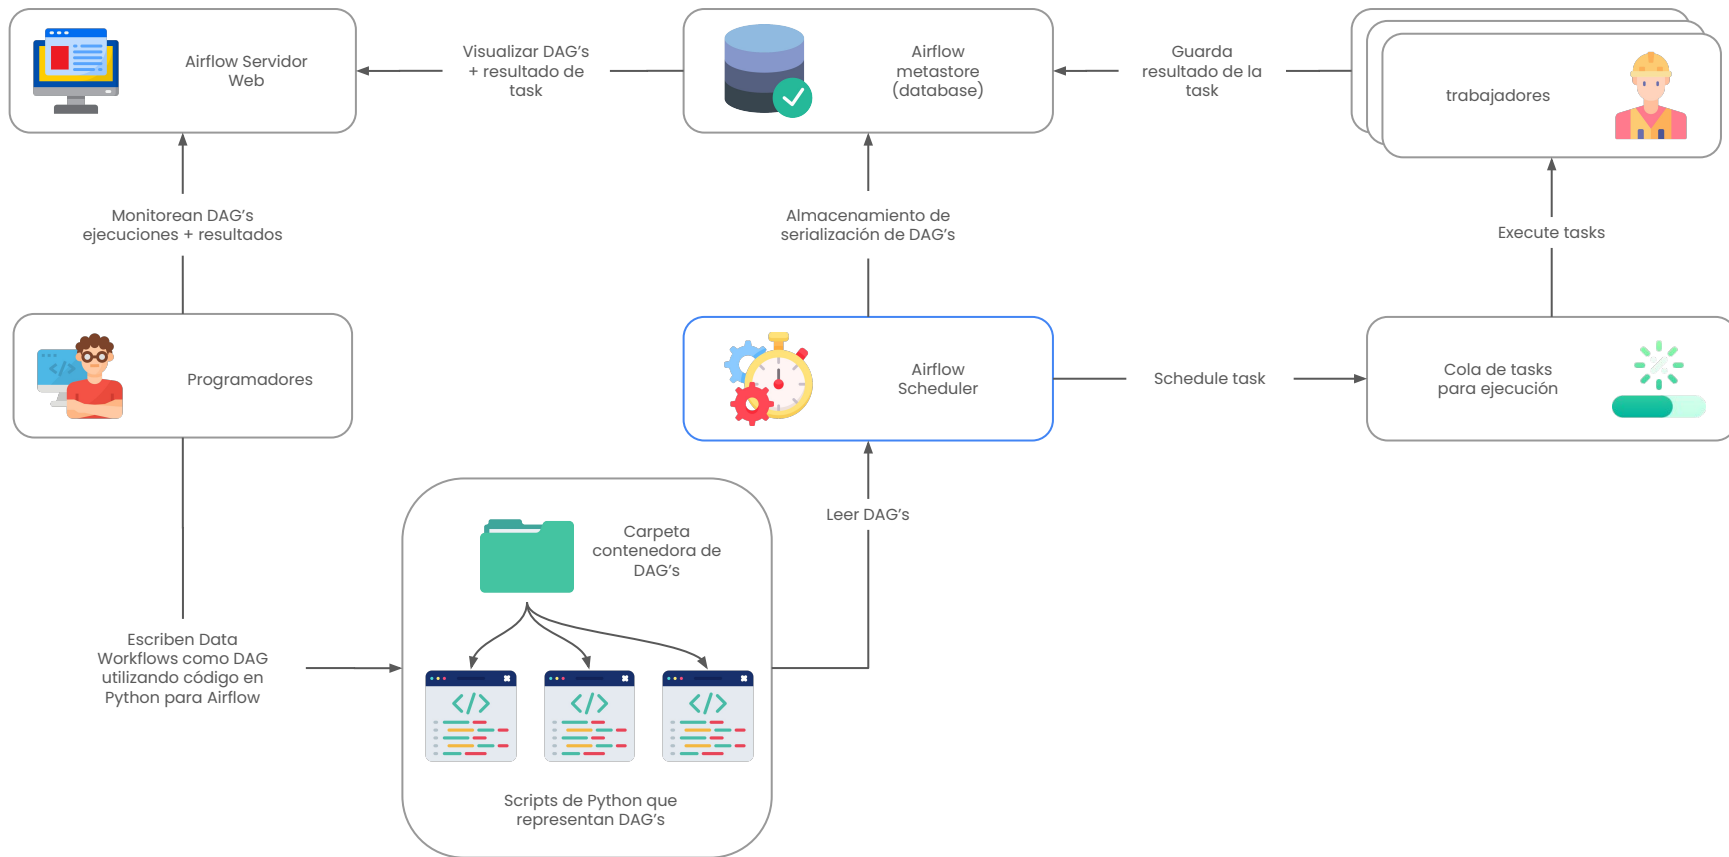 Airflow Servidor
Web
Visualizar DAG’s
+ resultado de
task
Airflow
metastore
(database)
Guarda
resultado de la
task
trabajadores
Monitorean DAG’s
ejecuciones + resultados
Almacenamiento de
serialización de DAG’s
Execute tasks
Programadores
Airflow
Scheduler
Schedule task
Cola de tasks
para ejecución
Leer DAG’s
Carpeta
contenedora de
DAG’s
Escriben Data
Workflows como DAG
utilizando código en
Python para Airflow
Scripts de Python que
representan DAG’s